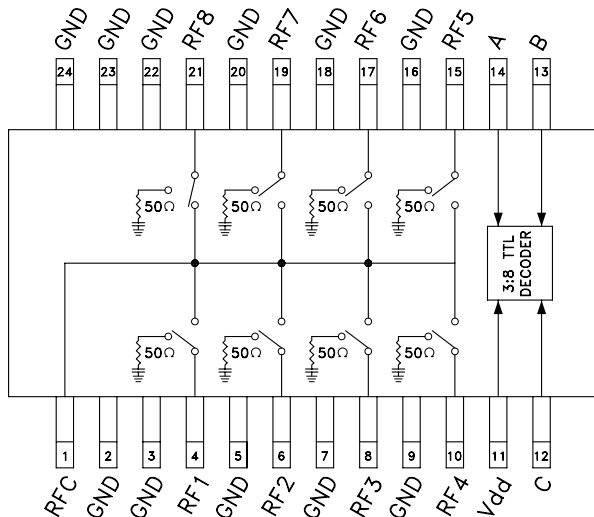 GND GND GND RF8 GND RF7 GND RF6 GND RF5 A B
24 23 22 21 20 19 18 17 16 15 14 13
50Ω 50Ω 50Ω 50Ω
3:8 TTL
DECODER
50Ω 50Ω 50Ω 50Ω
1 2 3 4 5 6 7 8 9 10 11 12
RFC GND GND RF1 GND RF2 GND RF3 GND RF4 Vdd C